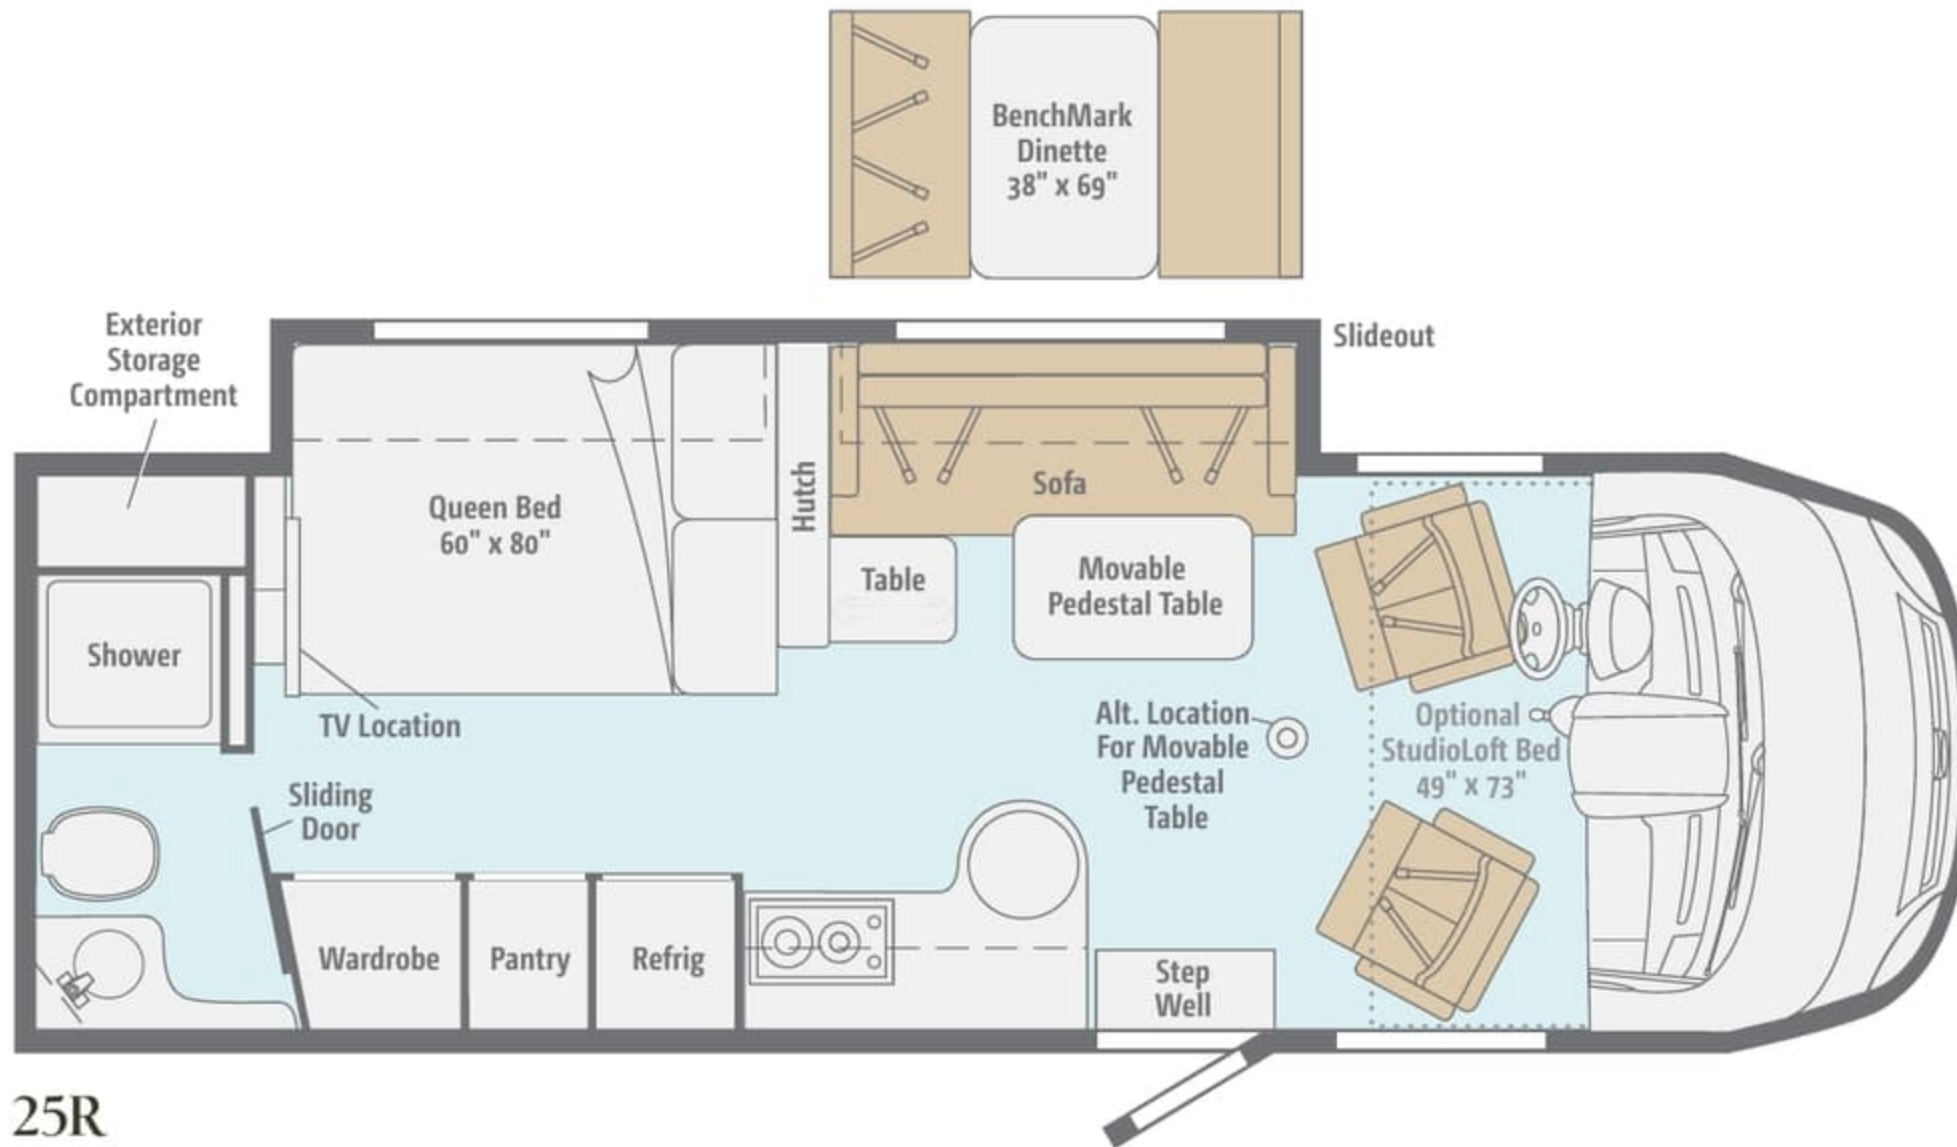 BenchMark
Dinette
38" x 69"
Exterior
Storage
Compartment
Slideout
Queen Bed
60" x 80"
Hutch
Sofa
Table
Movable
Pedestal Table
Shower
TV Location
Alt. Location
For Movable
Pedestal
Table
Optional
StudioLoft Bed
49" x 73"
Sliding
Door
Wardrobe
Pantry
Refrig
Step
Well
25R